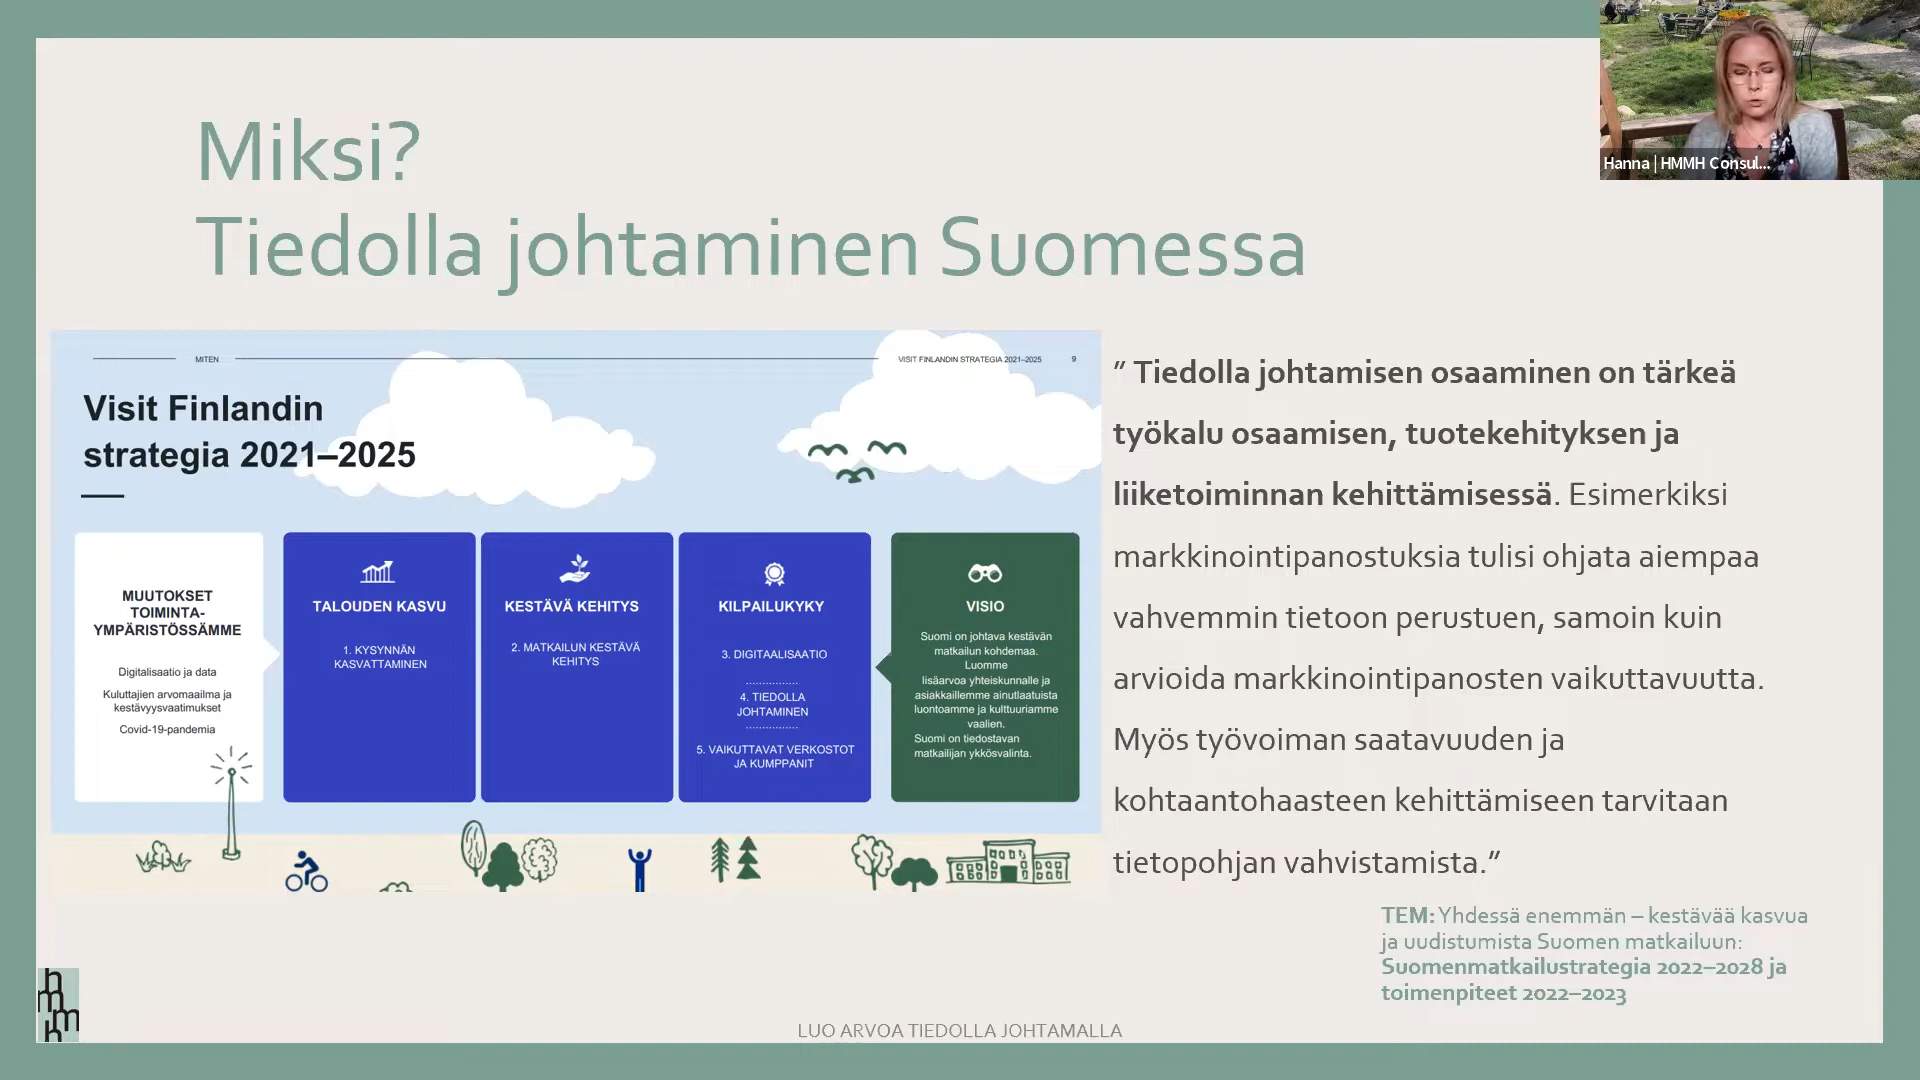 Miksi?
Tiedolla johtaminen Suomessa
Hanna | HMMH Consul...
MITEN
VISIT FINLANDIN STRATEGIA 2021–2025
9
Visit Finlandin
strategia 2021–2025
MUUTOKSET
TOIMINTA-
YMPÄRISTÖSSÄMME
Digitalisaatio ja data
Kuluttajien arvomaailma ja
kestävyysvaatimukset
Covid-19-pandemia
TALOUDEN KASVU
1. KYSYNNÄN
KASVATTAMINEN
KESTÄVÄ KEHITYS
2. MATKAILUN KESTÄVÄ
KEHITYS
KILPAILUKYKY
3. DIGITAALISAATIO
4. TIEDOLLA
JOHTAMINEN
5. VAIKUTTAVAT VERKOSTOT
JA KUMPPANIT
VISIO
Suomi on johtava kestävän
matkailun kohdemaa.
Luomme
lisäarvoa yhteiskunnalle ja
asiakkaillemme ainutlaatuista
luontoamme ja kulttuuriamme
vaalien.
Suomi on tiedostavan
matkailijan ykkösvalinta.
” Tiedolla johtamisen osaaminen on tärkeä
työkalu osaamisen, tuotekehityksen ja
liiketoiminnan kehittämisessä. Esimerkiksi
markkinointipanostuksia tulisi ohjata aiempaa
vahvemmin tietoon perustuen, samoin kuin
arvioida markkinointipanosten vaikuttavuutta.
Myös työvoiman saatavuuden ja
kohtaantohaasteen kehittämiseen tarvitaan
tietopohjan vahvistamista.”
TEM: Yhdessä enemmän – kestävää kasvua
ja uudistumista Suomen matkailuun:
Suomenmatkailustrategia 2022–2028 ja
toimenpiteet 2022–2023
hmmh
LUO ARVOA TIEDOLLA JOHTAMALLA